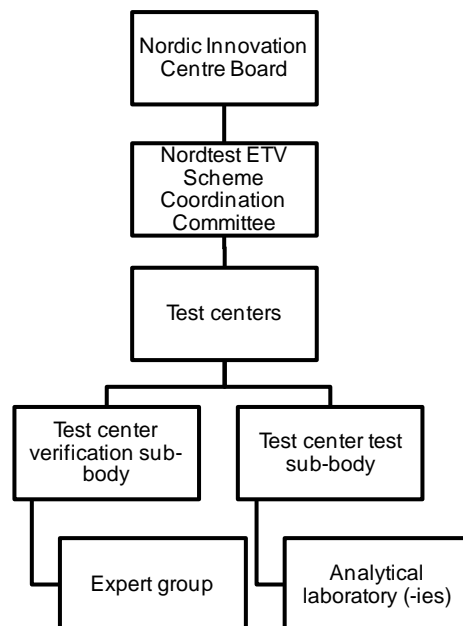 Nordic Innovation
Centre Board
Nordtest ETV
Scheme
Coordination
Committee
Test centers
Test center
verification sub-
body
Test center test
sub-body
Expert group
Analytical
laboratory (-ies)